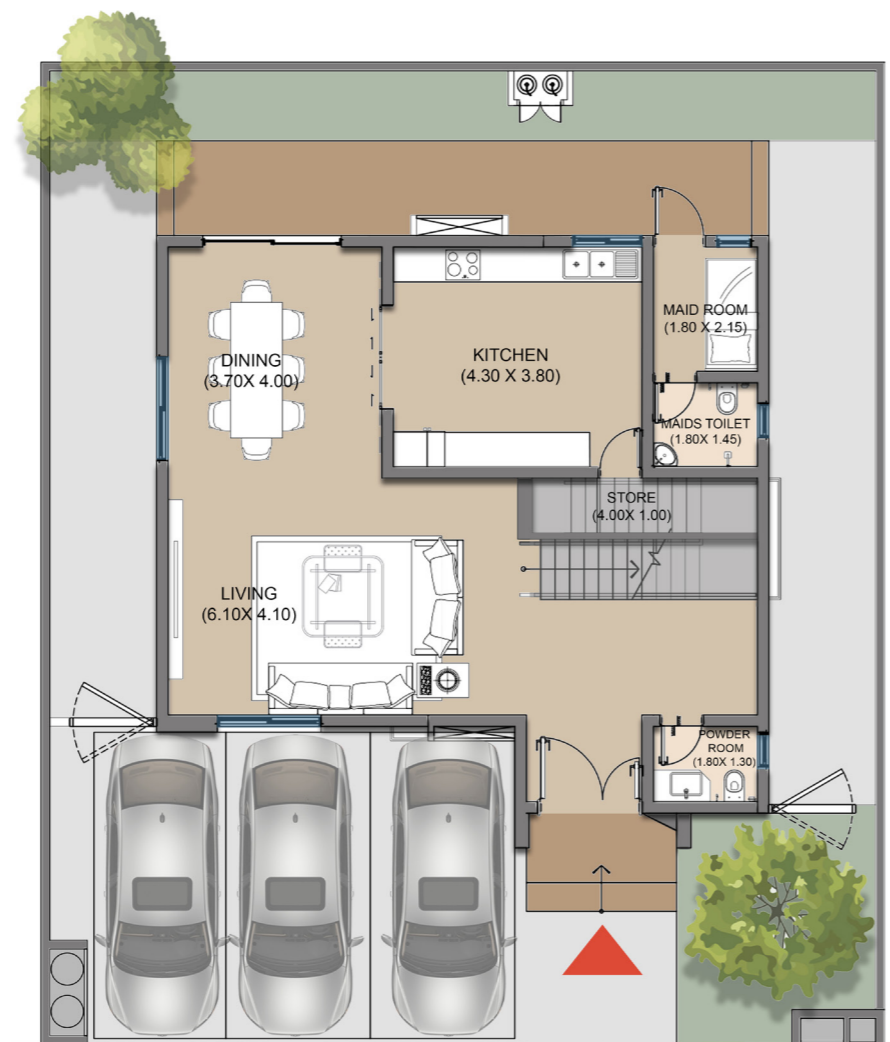 MAID ROOM
(1.80 X 2.15)
KITCHEN
(4.30 X 3.80)
DINING
(3.70X 4.00)
MAIDS TOILET
(1.80X 1.45)
STORE
(4.00X 1.00)
LIVING
(6.10X 4.10)
POWDER
ROOM
(1.80X 1.30)